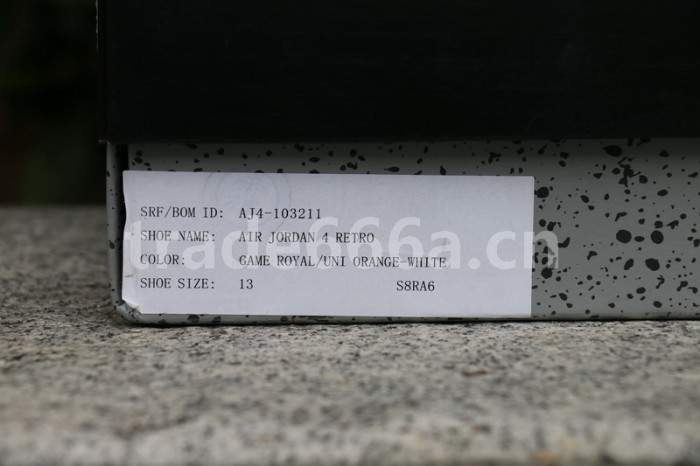 SRF/BOM ID: AJ4-103211
SHOE NAME: AIR JORDAN 4 RETRO
COLOR: GAME ROYAL/UNI ORANGE-WHITE
SHOE SIZE: 13 S8RA6